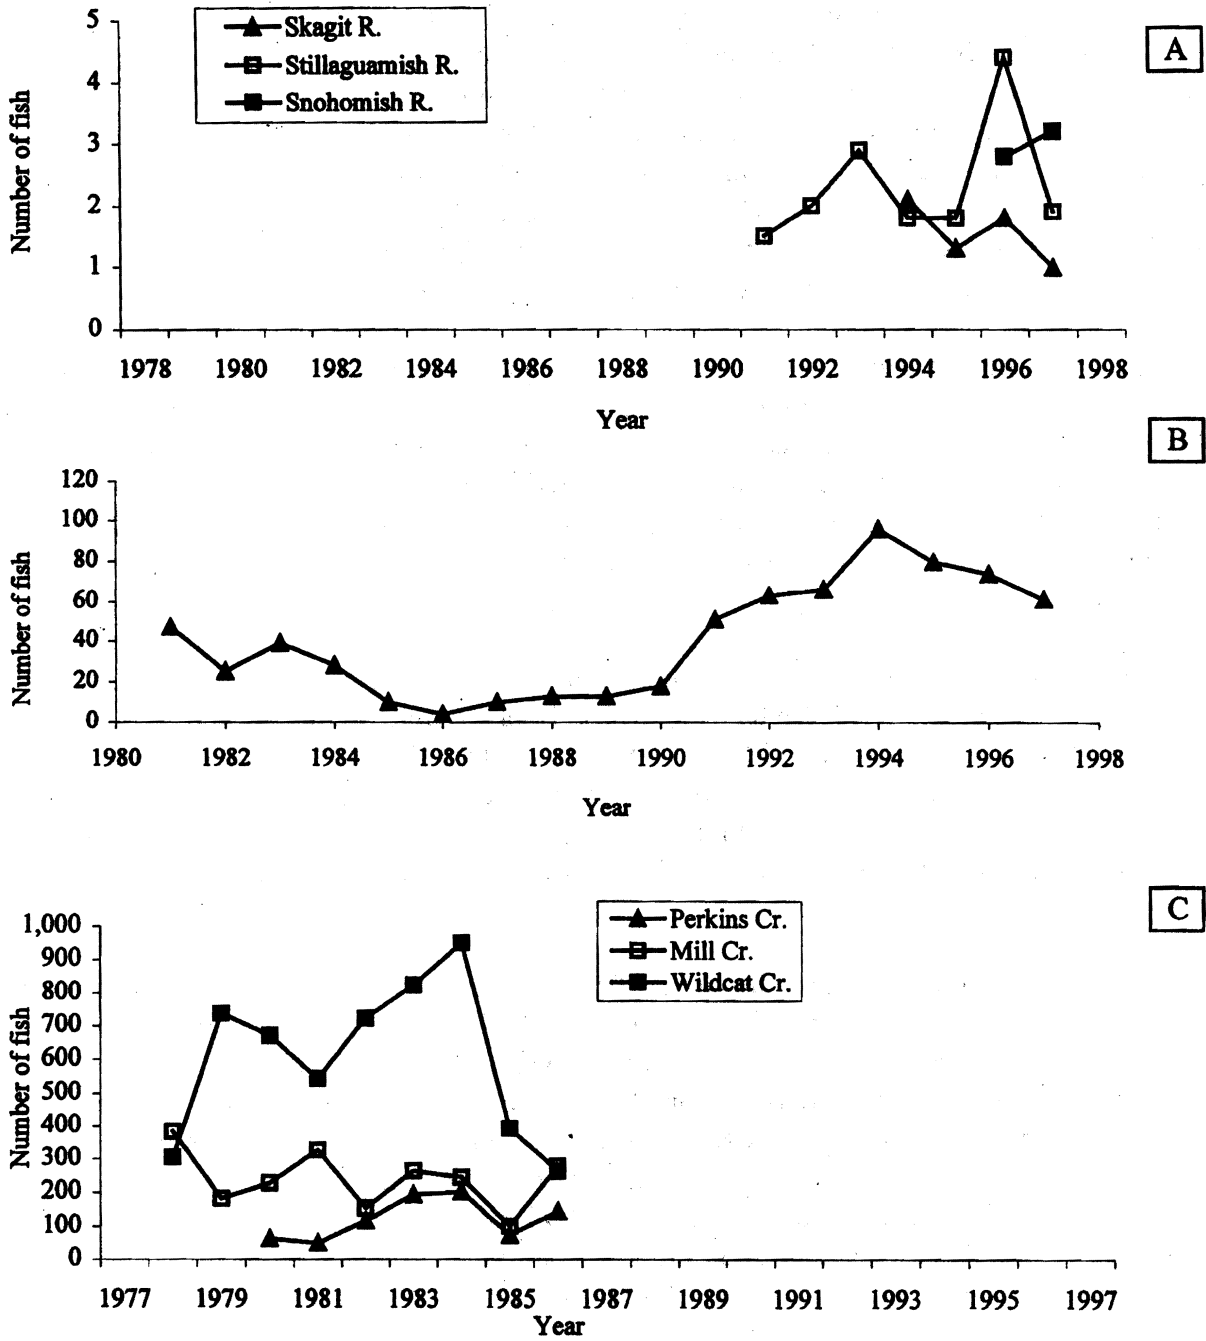 A
Skagit R.
Stillaguamish R.
Snohomish R.
Number of fish
5
4
3
2
1
0
1978 1980 1982 1984 1986 1988 1990 1992 1994 1996 1998
Year
B
Number of fish
120
100
80
60
40
20
0
1980 1982 1984 1986 1988 1990 1992 1994 1996 1998
Year
C
Perkins Cr.
Mill Cr.
Wildcat Cr.
Number of fish
1,000
900
800
700
600
500
400
300
200
100
0
1977 1979 1981 1983 1985 1987 1989 1991 1993 1995 1997
Year